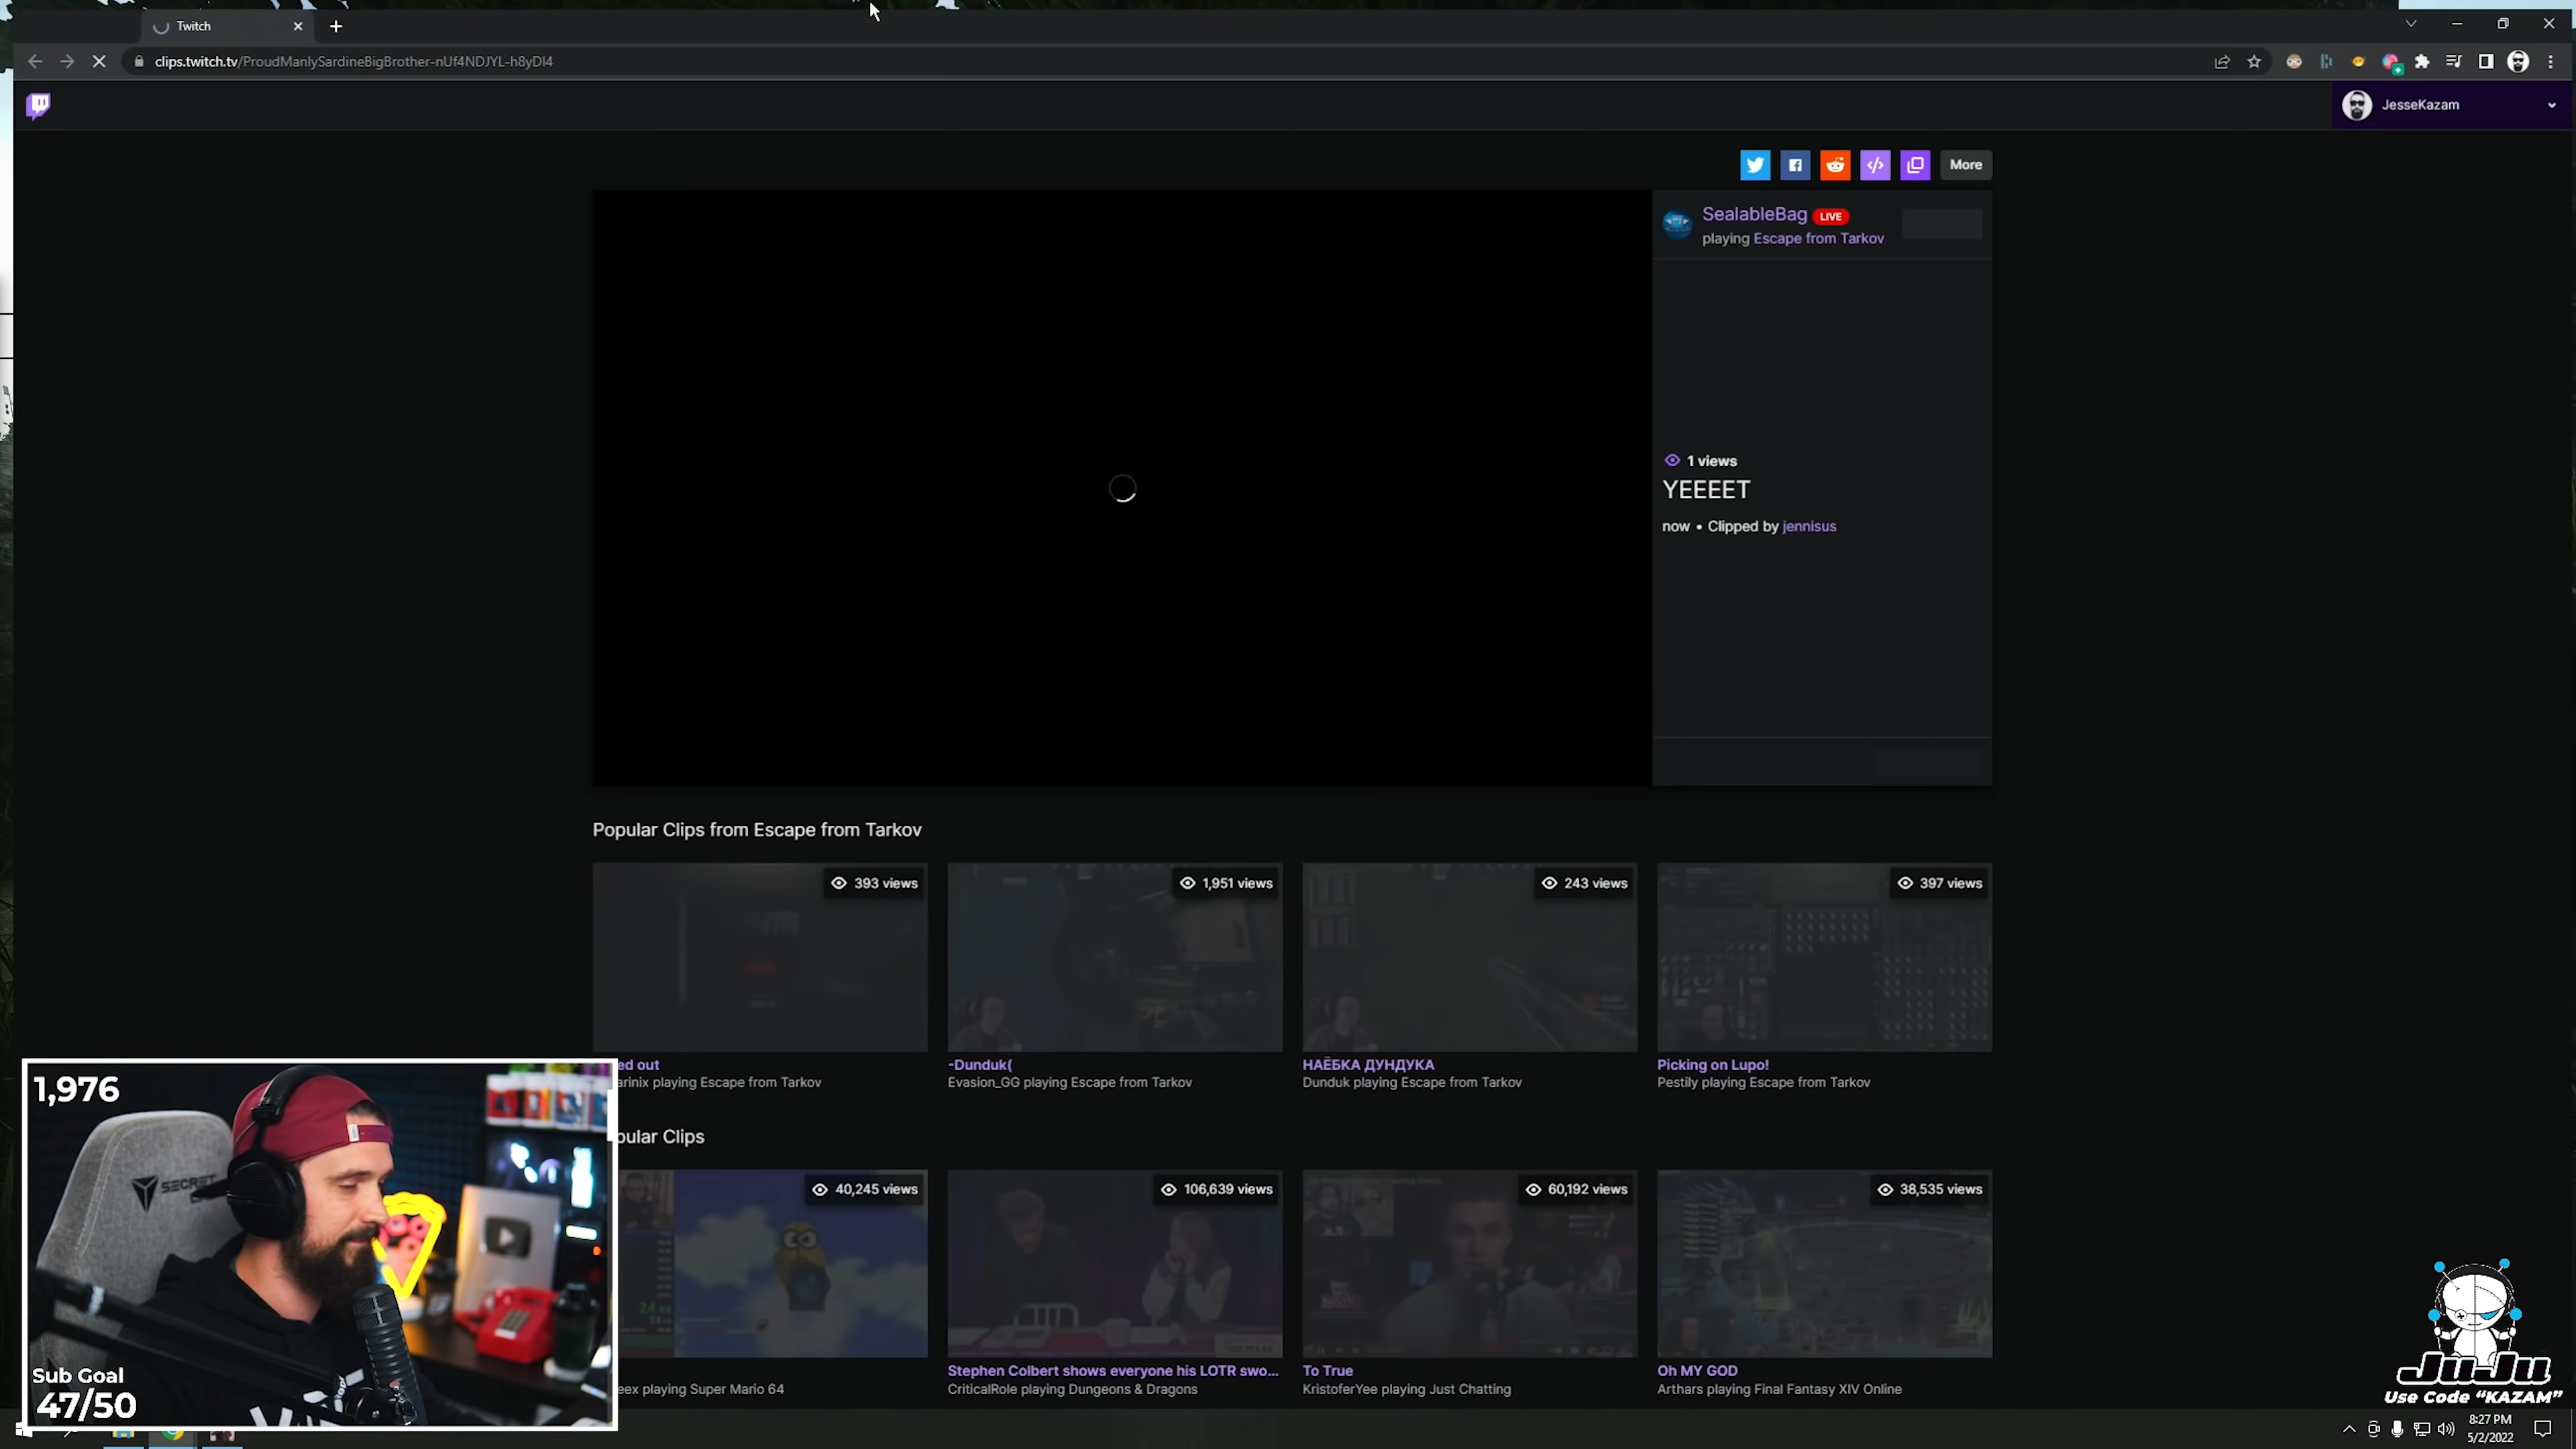 Twitch
clips.twitch.tv/ProudManlySardineBigBrother-nUf4NDJYL-h8yDI4
JesseKazam
More
SealableBag LIVE
playing Escape from Tarkov
1 views
YEEEET
now • Clipped by jennisus
Popular Clips from Escape from Tarkov
393 views
1,951 views
243 views
397 views
ed out
-Dunduk(
НАЁБКА ДУНДУКА
Picking on Lupo!
arinix playing Escape from Tarkov
Evasion_GG playing Escape from Tarkov
Dunduk playing Escape from Tarkov
Pestily playing Escape from Tarkov
pular Clips
40,245 views
106,639 views
60,192 views
38,535 views
Stephen Colbert shows everyone his LOTR swo...
To True
Oh MY GOD
eex playing Super Mario 64
CriticalRole playing Dungeons & Dragons
KristoferYee playing Just Chatting
Arthars playing Final Fantasy XIV Online
1,976
SECRET
Sub Goal
47/50
JuJu
Use Code “KAZAM”
8:27 PM
5/2/2022